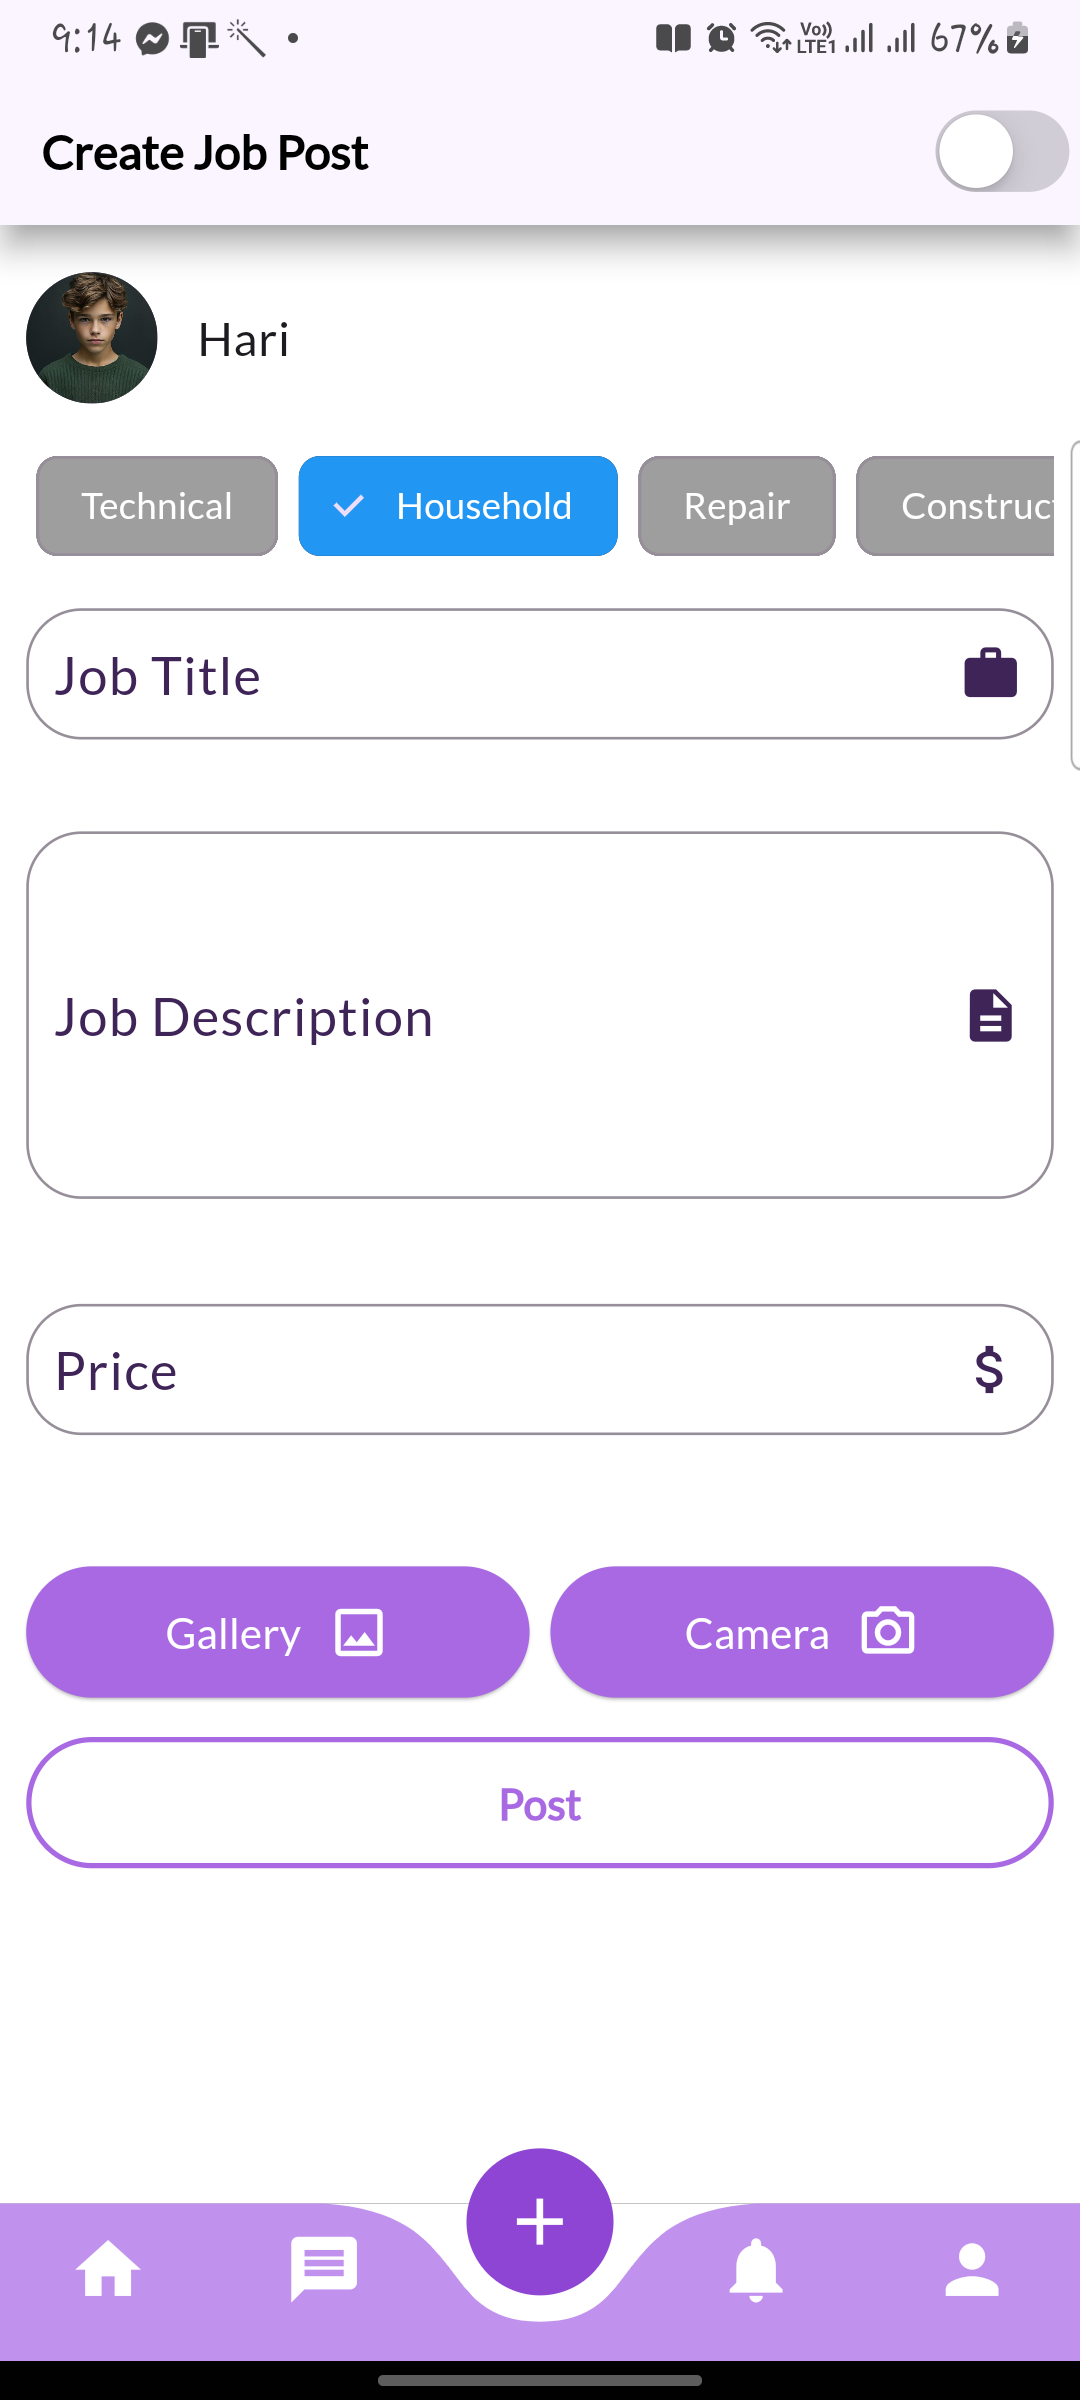 9:14 Vo)) LTE1 67%
Create Job Post
Hari
Technical Household Repair Construct
Job Title
Job Description
Price $
Gallery Camera
Post